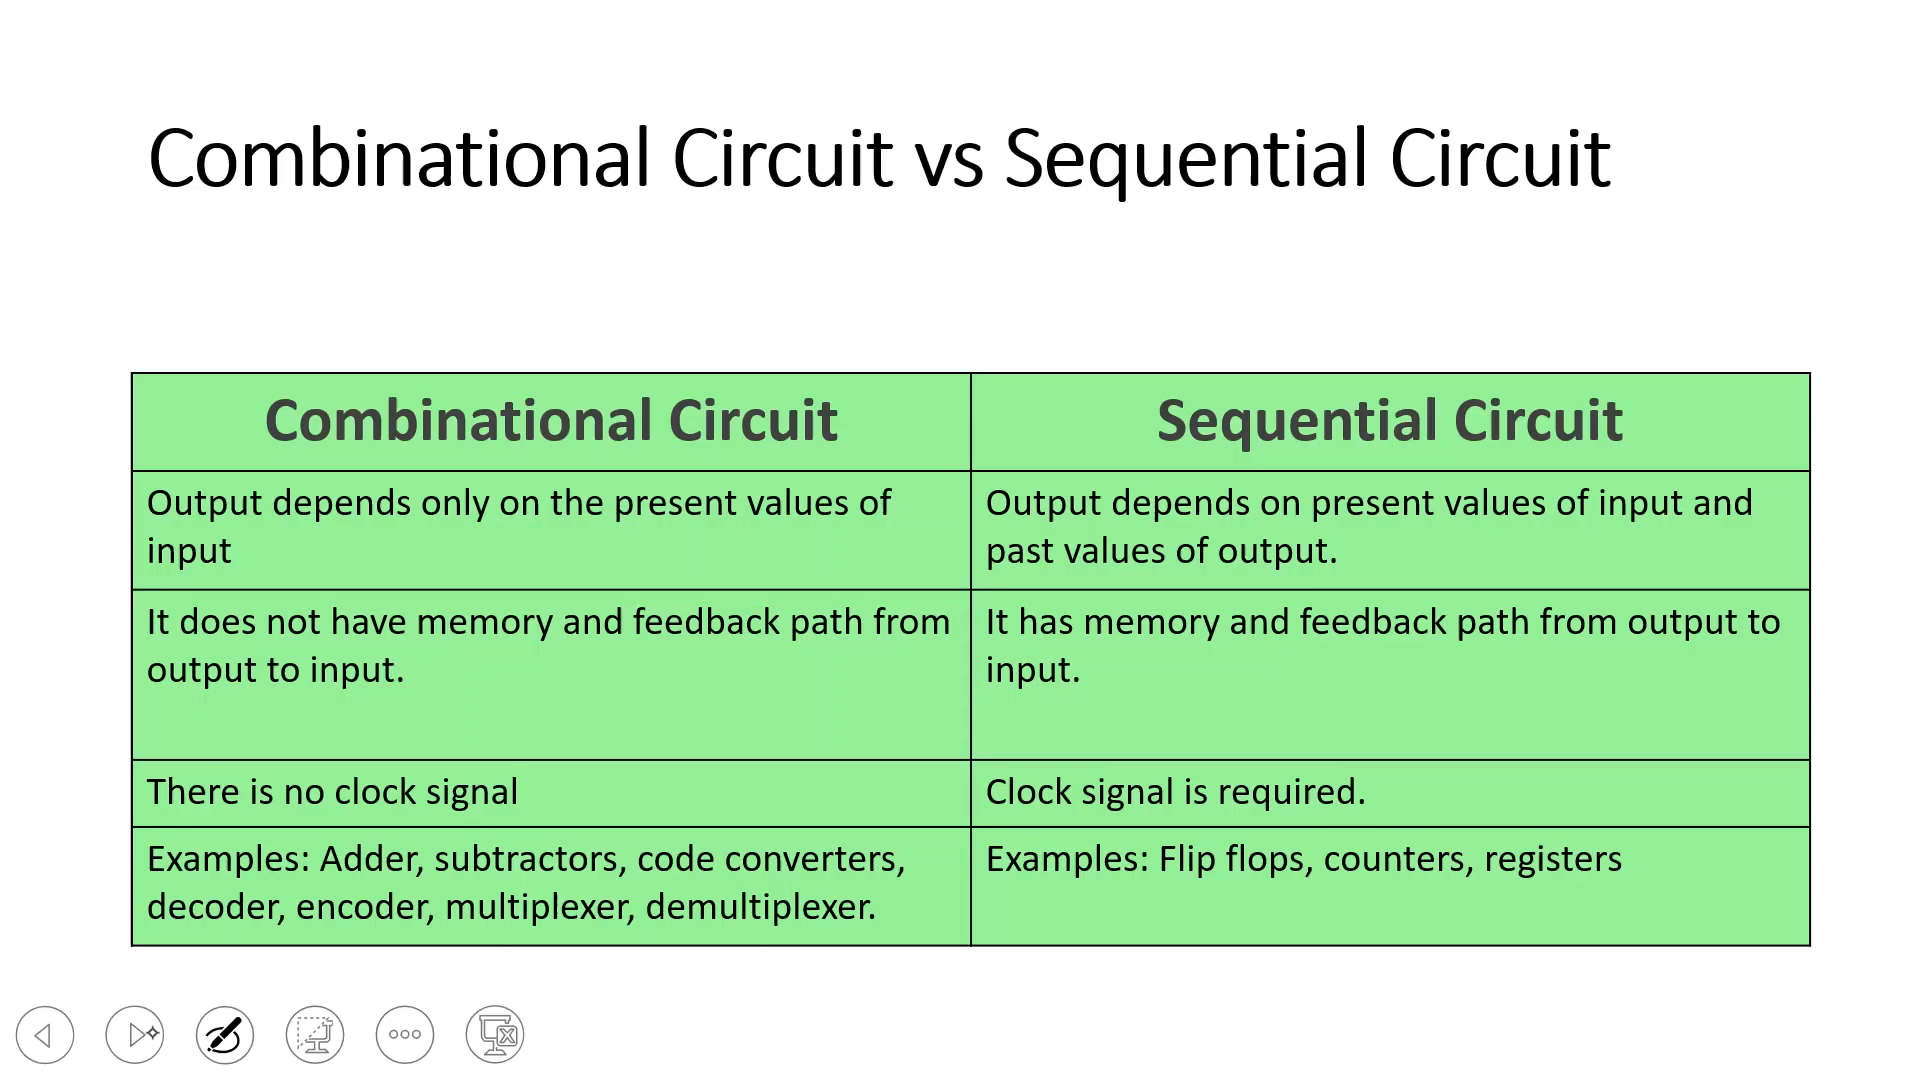 Combinational Circuit vs Sequential Circuit
Combinational Circuit
Sequential Circuit
Output depends only on the present values of
input
Output depends on present values of input and
past values of output.
It does not have memory and feedback path from
output to input.
It has memory and feedback path from output to
input.
There is no clock signal
Clock signal is required.
Examples: Adder, subtractors, code converters,
decoder, encoder, multiplexer, demultiplexer.
Examples: Flip flops, counters, registers